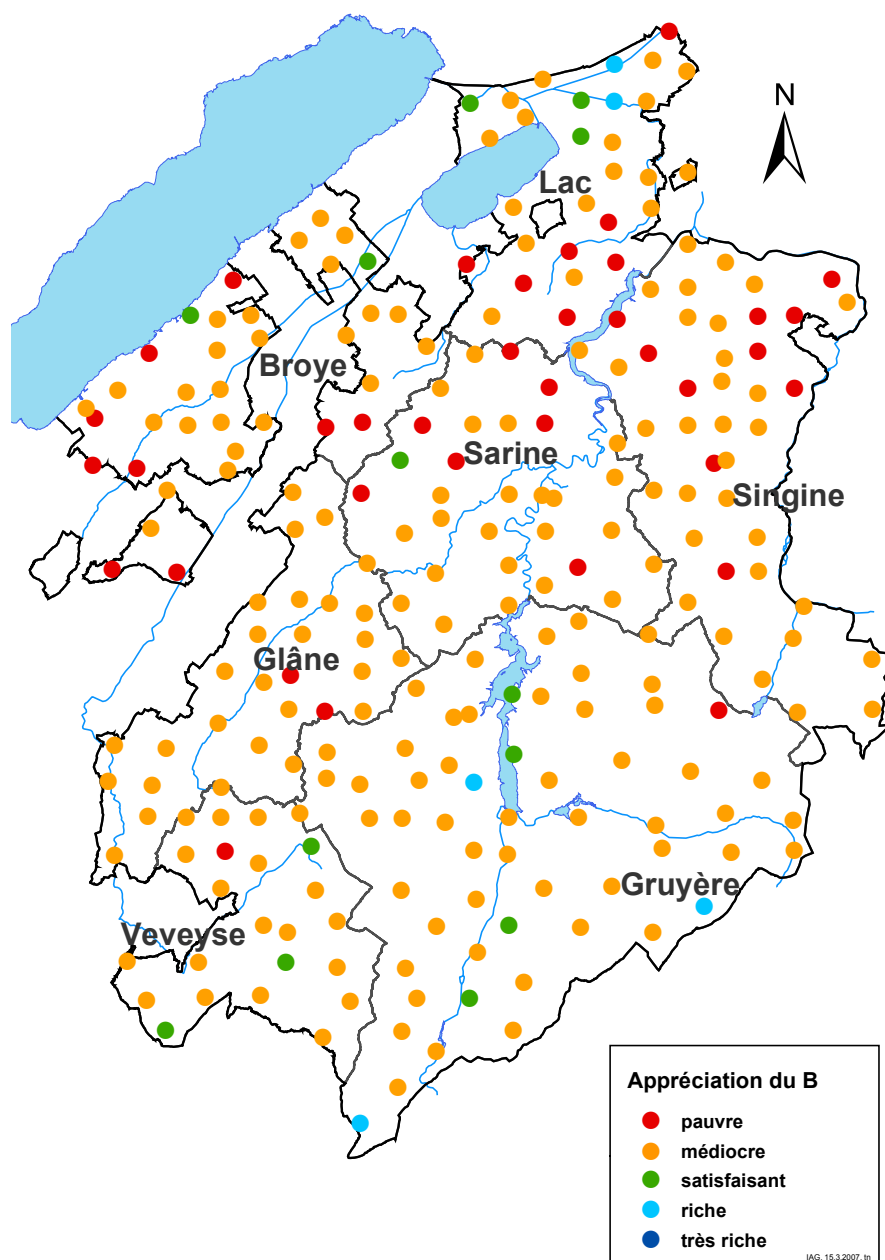 N
Lac
Broye
Sarine
Singine
Glâne
Gruyère
Veveyse
Appréciation du B
pauvre
médiocre
satisfaisant
riche
très riche
IAG, 15.3.2007, tn